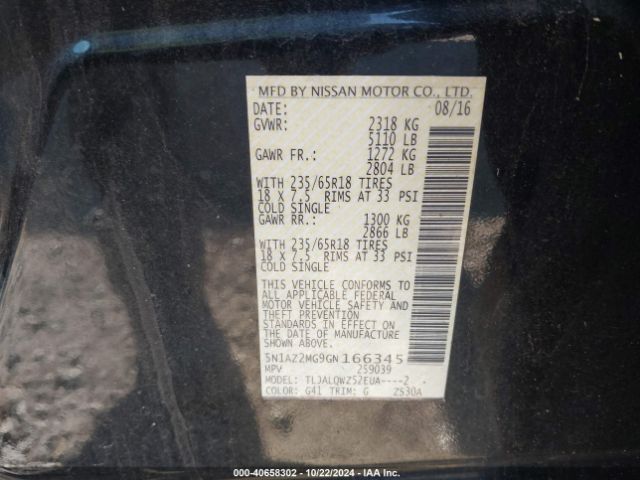 MFD BY NISSAN MOTOR CO., LTD.
DATE: 08/16
GVWR: 2318 KG
5110 LB
GAWR FR.: 1272 KG
2804 LB
WITH 235/65R18 TIRES
18 X 7.5 RIMS AT 33 PSI
COLD SINGLE
GAWR RR.: 1300 KG
2866 LB
WITH 235/65R18 TIRES
18 X 7.5 RIMS AT 33 PSI
COLD SINGLE
THIS VEHICLE CONFORMS TO
ALL APPLICABLE FEDERAL
MOTOR VEHICLE SAFETY AND
THEFT PREVENTION
STANDARDS IN EFFECT ON
DATE OF MANUFACTURE
SHOWN ABOVE.
5N1AZ2MG9GN166345
MPV 259039
MODEL: TLJALQWZ52EUA----2
COLOR: G41 TRIM: G Z530A
000-40658302 - 10/22/2024 - IAA Inc.